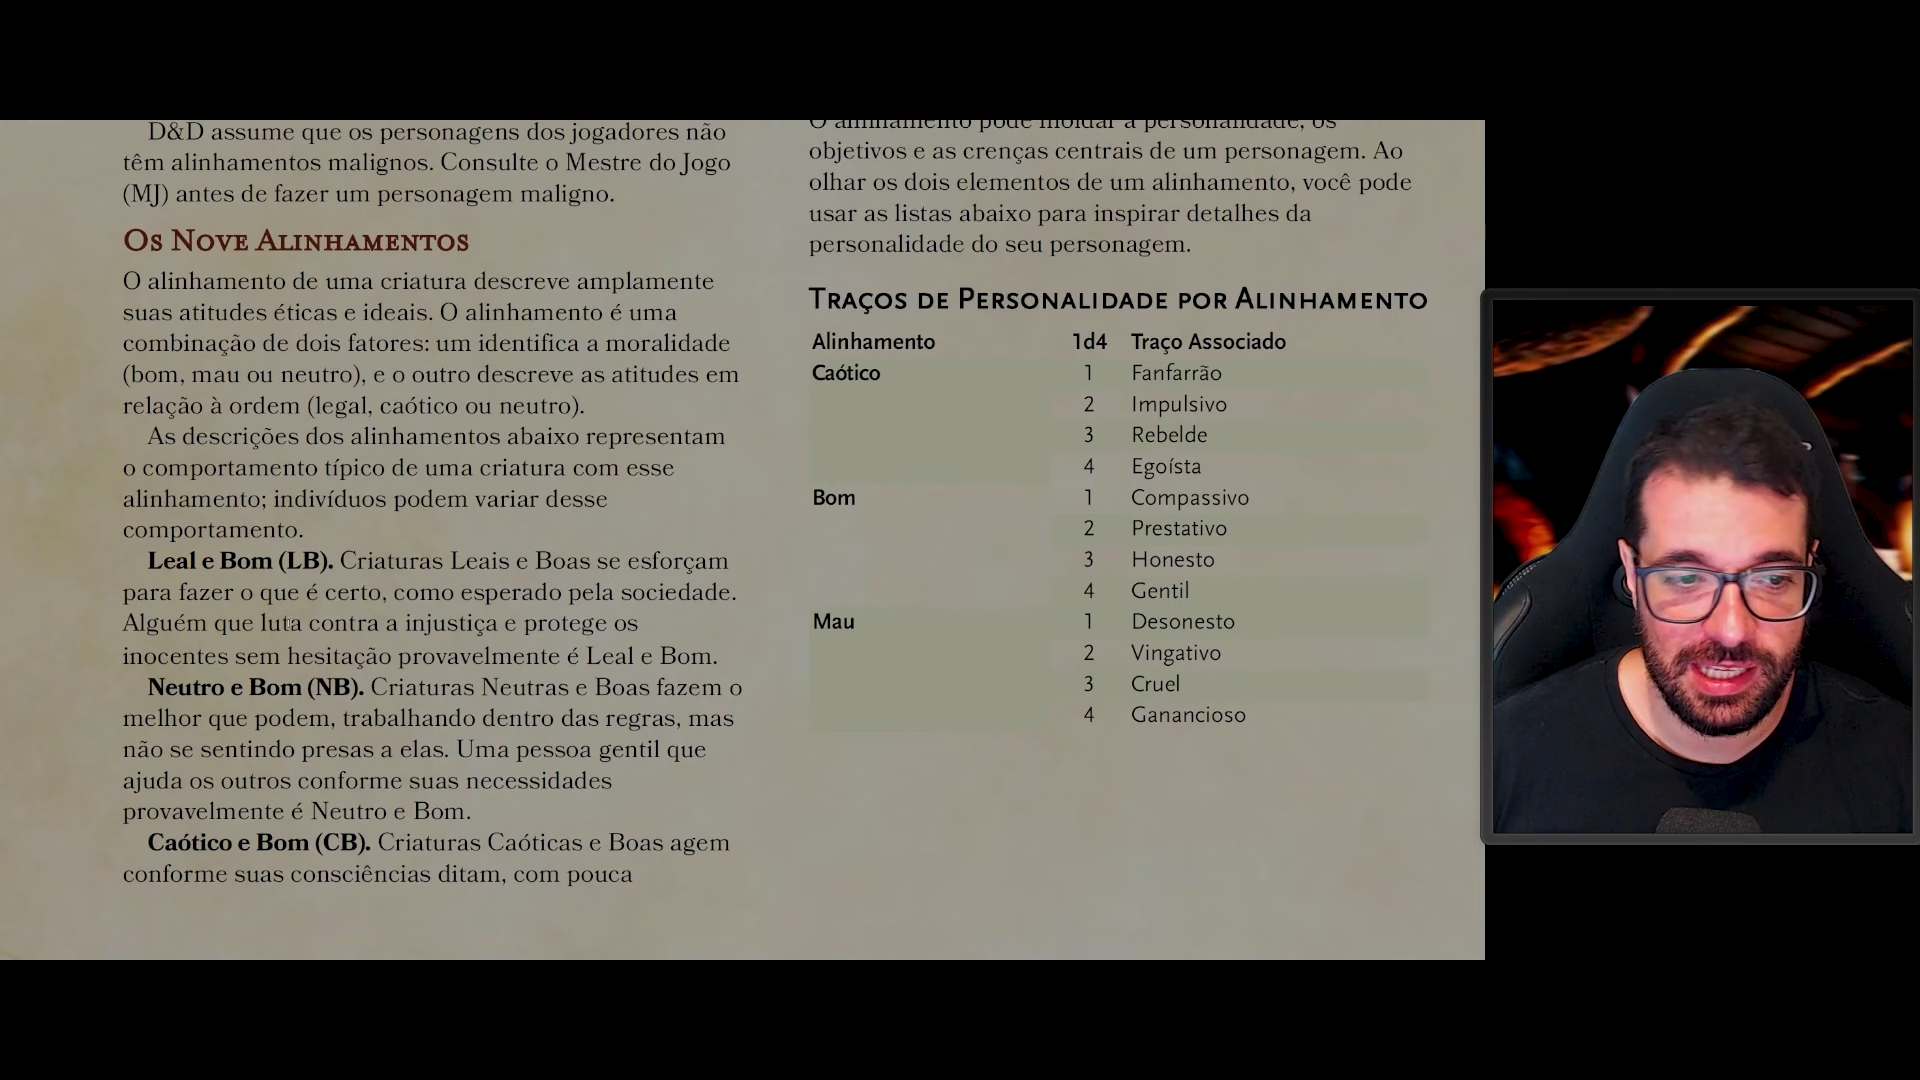 D&D assume que os personagens dos jogadores não
têm alinhamentos malignos. Consulte o Mestre do Jogo
(MJ) antes de fazer um personagem maligno.
Os Nove Alinhamentos
O alinhamento de uma criatura descreve amplamente
suas atitudes éticas e ideais. O alinhamento é uma
combinação de dois fatores: um identifica a moralidade
(bom, mau ou neutro), e o outro descreve as atitudes em
relação à ordem (legal, caótico ou neutro).
As descrições dos alinhamentos abaixo representam
o comportamento típico de uma criatura com esse
alinhamento; indivíduos podem variar desse
comportamento.
Leal e Bom (LB). Criaturas Leais e Boas se esforçam
para fazer o que é certo, como esperado pela sociedade.
Alguém que luta contra a injustiça e protege os
inocentes sem hesitação provavelmente é Leal e Bom.
Neutro e Bom (NB). Criaturas Neutras e Boas fazem o
melhor que podem, trabalhando dentro das regras, mas
não se sentindo presas a elas. Uma pessoa gentil que
ajuda os outros conforme suas necessidades
provavelmente é Neutro e Bom.
Caótico e Bom (CB). Criaturas Caóticas e Boas agem
conforme suas consciências ditam, com pouca
O alinhamento pode moldar a personalidade, os
objetivos e as crenças centrais de um personagem. Ao
olhar os dois elementos de um alinhamento, você pode
usar as listas abaixo para inspirar detalhes da
personalidade do seu personagem.
Traços de Personalidade por Alinhamento
Alinhamento 1d4 Traço Associado
Caótico 1 Fanfarrão
2 Impulsivo
3 Rebelde
4 Egoísta
Bom 1 Compassivo
2 Prestativo
3 Honesto
4 Gentil
Mau 1 Desonesto
2 Vingativo
3 Cruel
4 Ganancioso